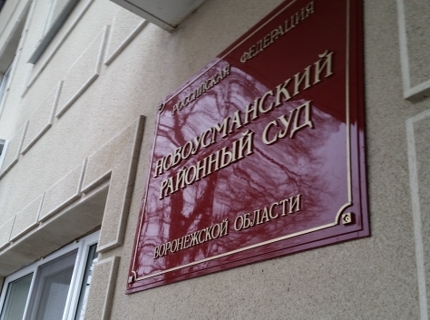 РОССИЙСКАЯ ФЕДЕРАЦИЯ
НОВОУСМАНСКИЙ
РАЙОННЫЙ СУД
ВОРОНЕЖСКОЙ ОБЛАСТИ